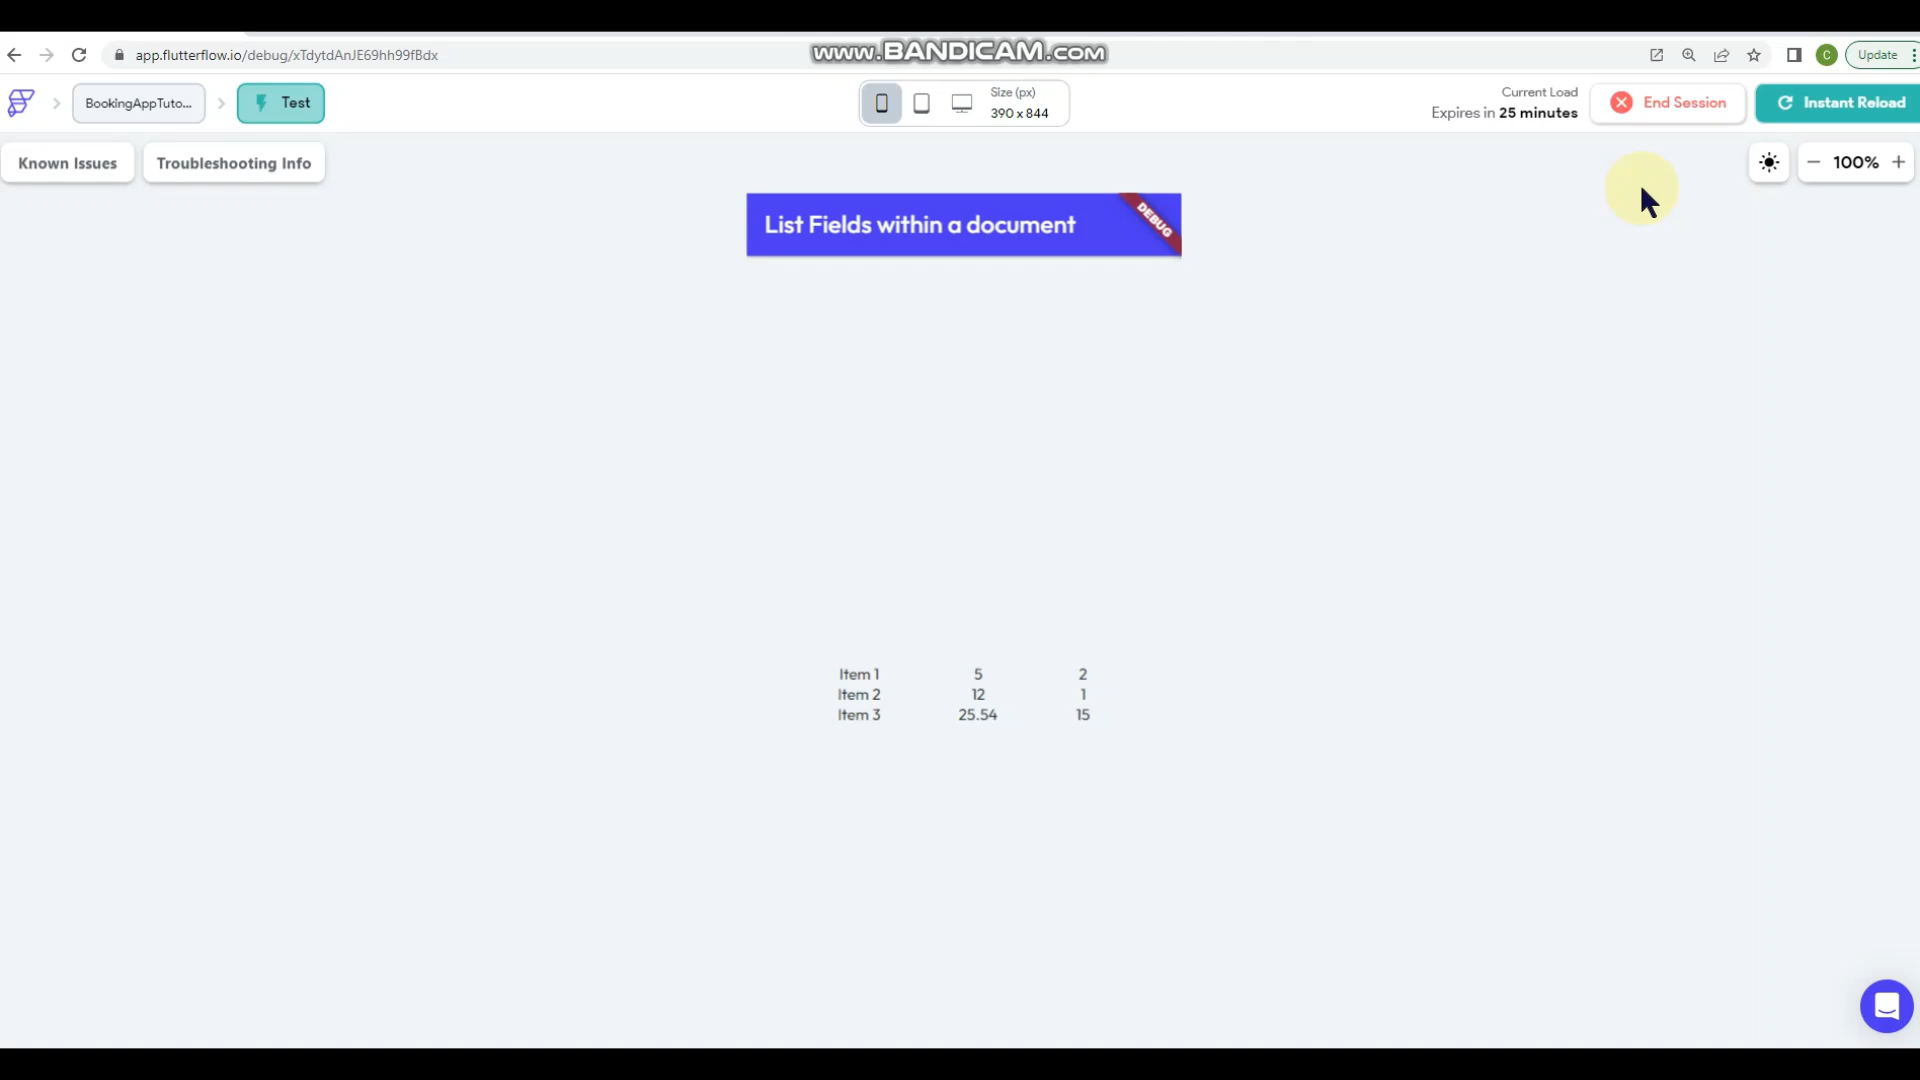 www.BANDICAM.com
app.flutterflow.io/debug/xTdytdAnJE69hh99fBdx
C
Update
BookingAppTuto...
Test
Size (px)
390 x 844
Current Load
Expires in 25 minutes
End Session
Instant Reload
Known Issues
Troubleshooting Info
100%
List Fields within a document
DEBUG
Item 1 5 2
Item 2 12 1
Item 3 25.54 15